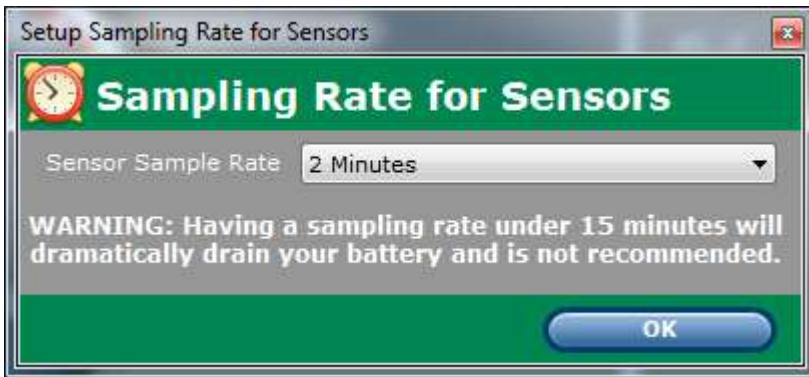 Setup Sampling Rate for Sensors
Sampling Rate for Sensors
Sensor Sample Rate 2 Minutes
WARNING: Having a sampling rate under 15 minutes will
dramatically drain your battery and is not recommended.
OK